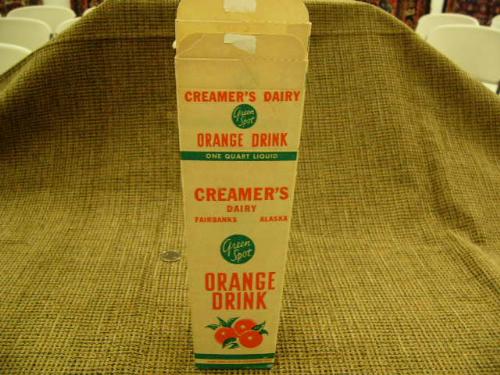 CREAMER'S DAIRY
Green
Spot
ORANGE DRINK
ONE QUART LIQUID
CREAMER'S
DAIRY
FAIRBANKS ALASKA
Green
Spot
ORANGE
DRINK